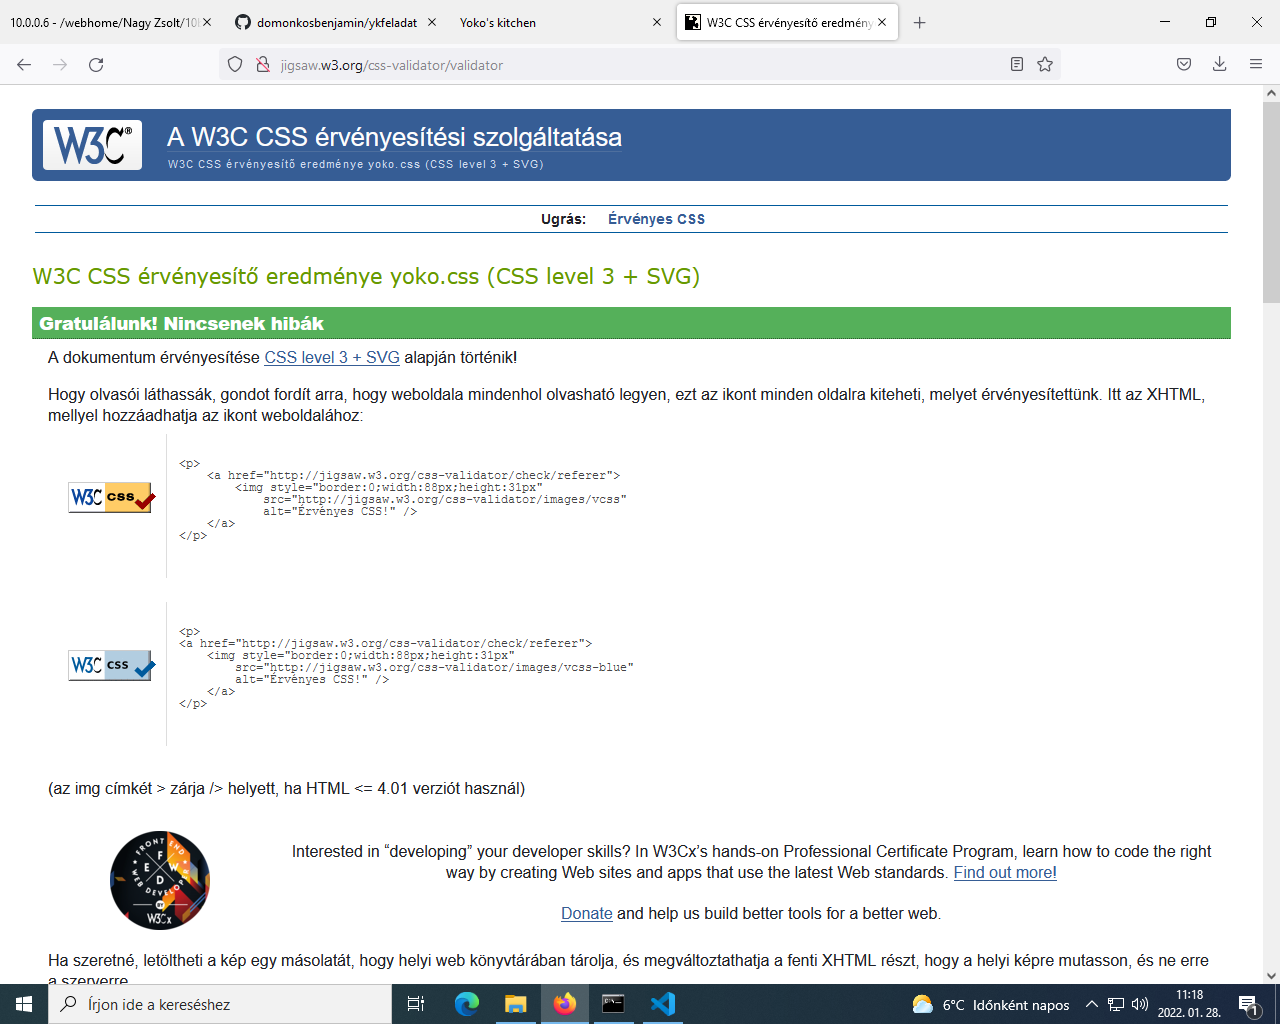 10.0.0.6 - /webhome/Nagy Zsolt/10
domonkosbenjamin/ykfeladat
Yoko's kitchen
W3C CSS érvényesítő eredmény
jigsaw.w3.org/css-validator/validator
W3C®
A W3C CSS érvényesítési szolgáltatása
W3C CSS érvényesítő eredménye yoko.css (CSS level 3 + SVG)
Ugrás: Érvényes CSS
W3C CSS érvényesítő eredménye yoko.css (CSS level 3 + SVG)
Gratulálunk! Nincsenek hibák
A dokumentum érvényesítése CSS level 3 + SVG alapján történik!
Hogy olvasói láthassák, gondot fordít arra, hogy weboldala mindenhol olvasható legyen, ezt az ikont minden oldalra kiteheti, melyet érvényesítettünk. Itt az XHTML,
mellyel hozzáadhatja az ikont weboldalához:
W3C css
<p>
<a href="http://jigsaw.w3.org/css-validator/check/referer">
<img style="border:0;width:88px;height:31px"
src="http://jigsaw.w3.org/css-validator/images/vcss"
alt="Érvényes CSS!" />
</a>
</p>
W3C css
<p>
<a href="http://jigsaw.w3.org/css-validator/check/referer">
<img style="border:0;width:88px;height:31px"
src="http://jigsaw.w3.org/css-validator/images/vcss-blue"
alt="Érvényes CSS!" />
</a>
</p>
(az img címkét > zárja /> helyett, ha HTML <= 4.01 verziót használ)
FRONT END
F
E W
D
WEB DEVELOP
BY
W3Cx
Interested in “developing” your developer skills? In W3Cx’s hands-on Professional Certificate Program, learn how to code the right
way by creating Web sites and apps that use the latest Web standards. Find out more!
Donate and help us build better tools for a better web.
Ha szeretné, letöltheti a kép egy másolatát, hogy helyi web könyvtárában tárolja, és megváltoztathatja a fenti XHTML részt, hogy a helyi képre mutasson, és ne erre
a szerverre
Írjon ide a kereséshez
6°C Időnként napos
11:18
2022. 01. 28.
1